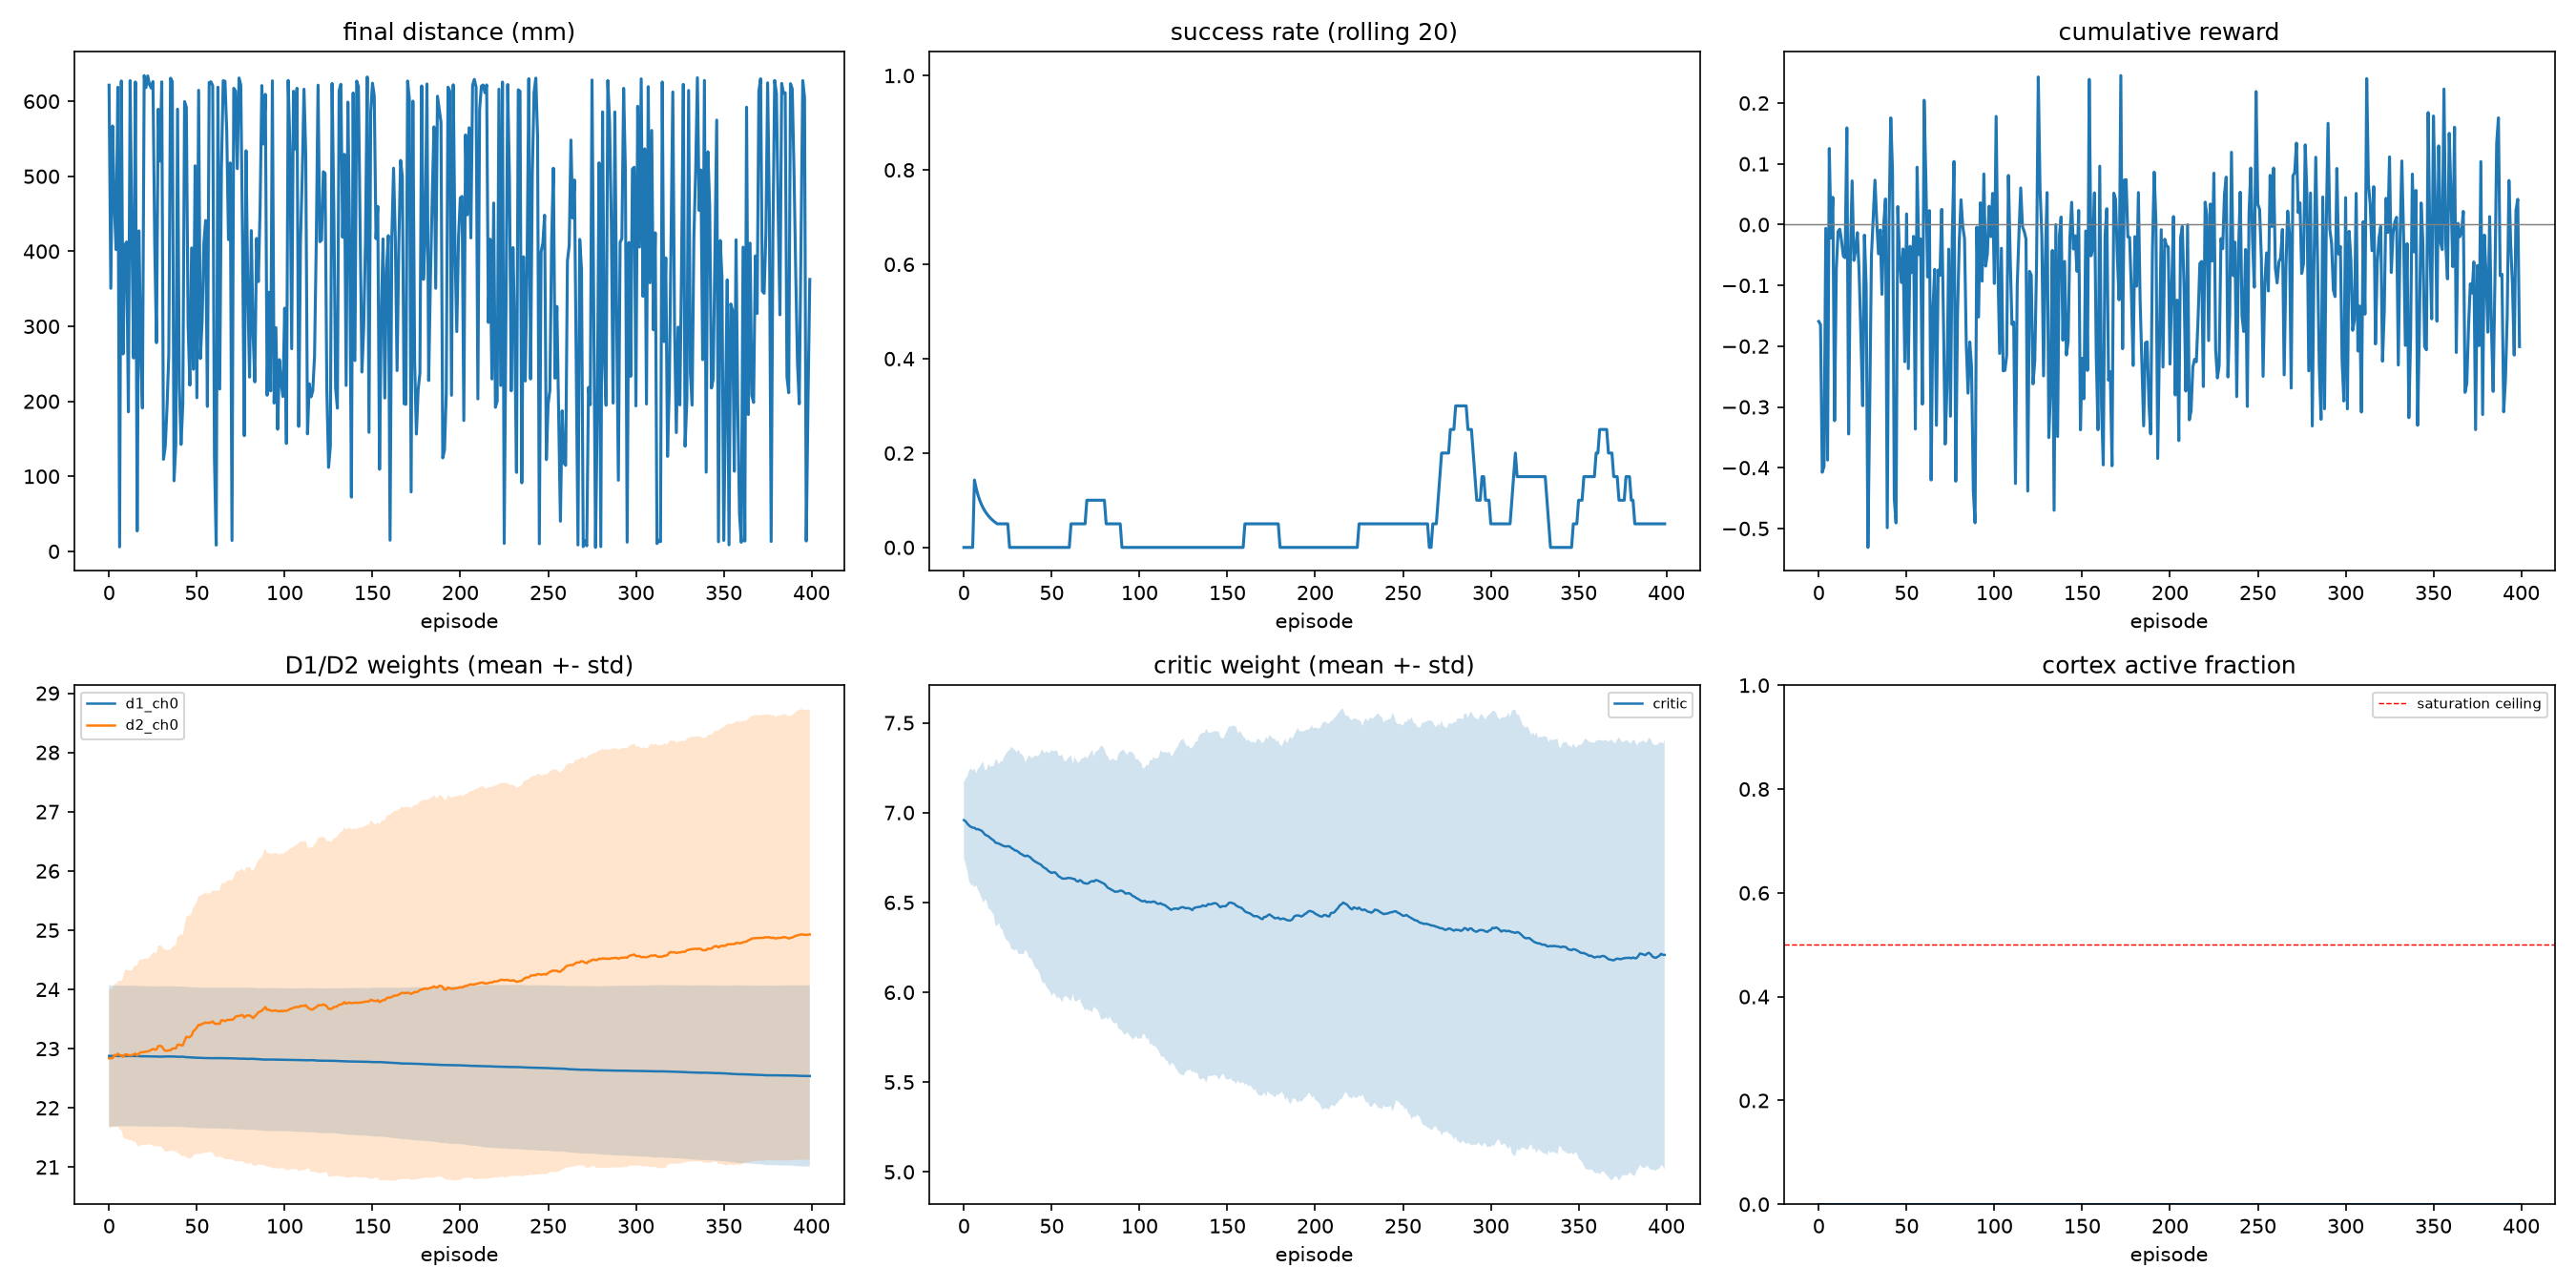 final distance (mm)
600
500
400
300
200
100
0
0 50 100 150 200 250 300 350 400
episode
success rate (rolling 20)
1.0
0.8
0.6
0.4
0.2
0.0
0 50 100 150 200 250 300 350 400
episode
cumulative reward
0.2
0.1
0.0
−0.1
−0.2
−0.3
−0.4
−0.5
0 50 100 150 200 250 300 350 400
episode
D1/D2 weights (mean +- std)
d1_ch0
d2_ch0
29
28
27
26
25
24
23
22
21
0 50 100 150 200 250 300 350 400
episode
critic weight (mean +- std)
critic
7.5
7.0
6.5
6.0
5.5
5.0
0 50 100 150 200 250 300 350 400
episode
cortex active fraction
saturation ceiling
1.0
0.8
0.6
0.4
0.2
0.0
0 50 100 150 200 250 300 350 400
episode